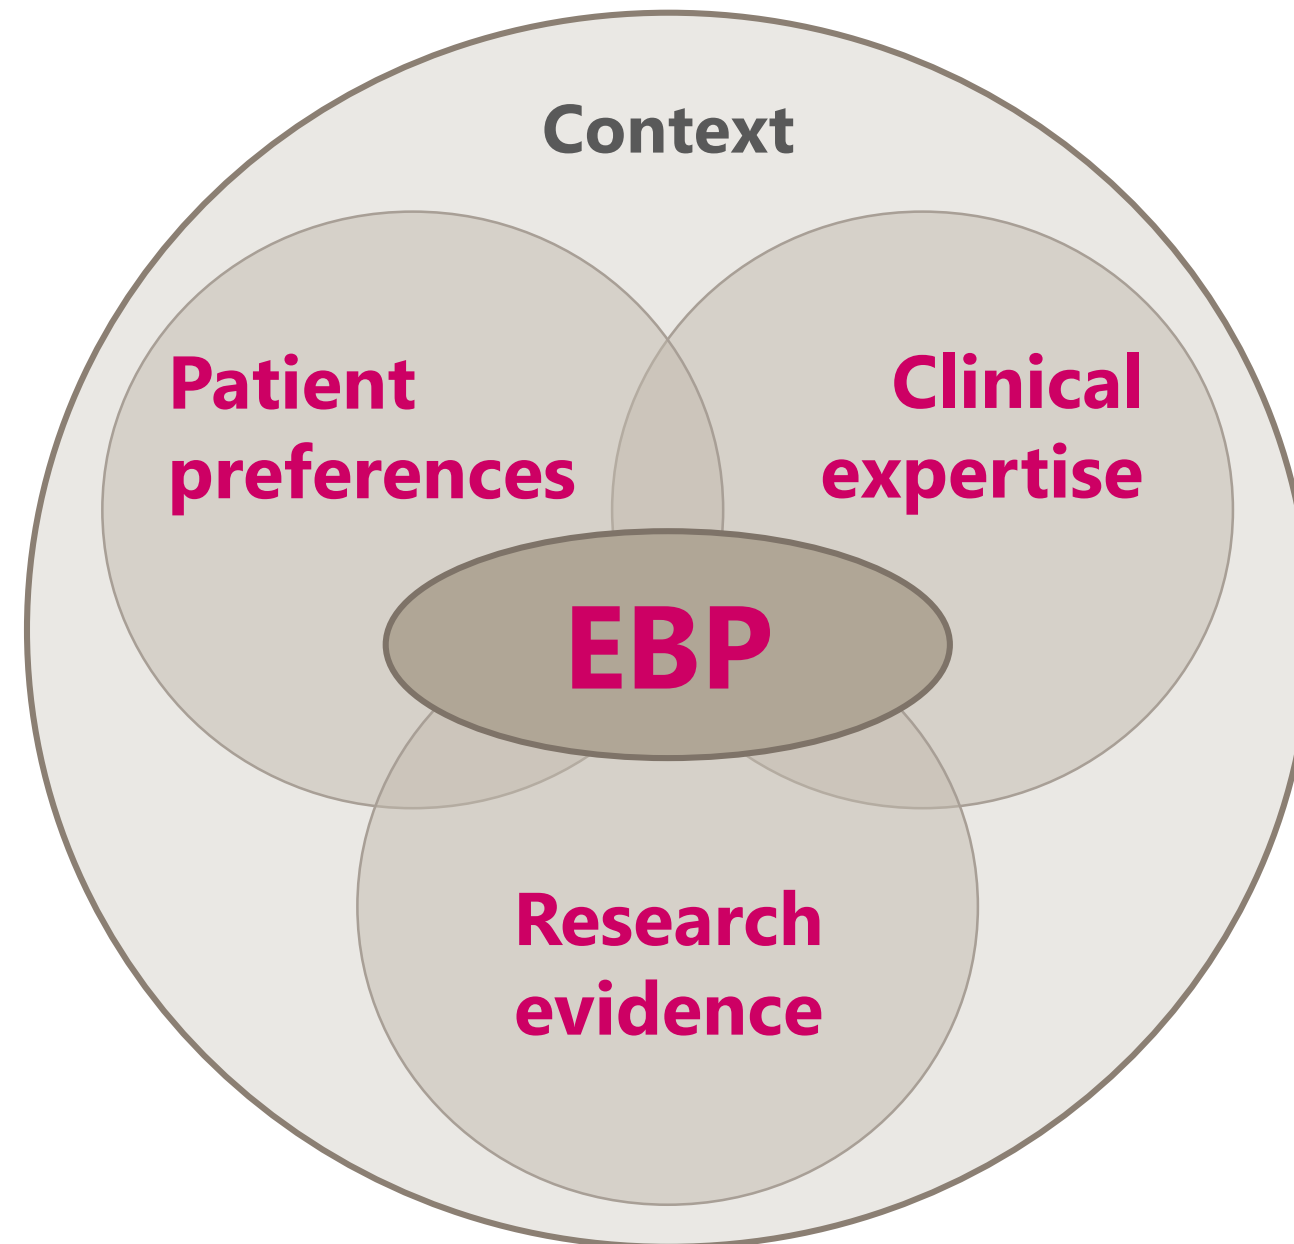 Context
Patient
preferences
Clinical
expertise
EBP
Research
evidence